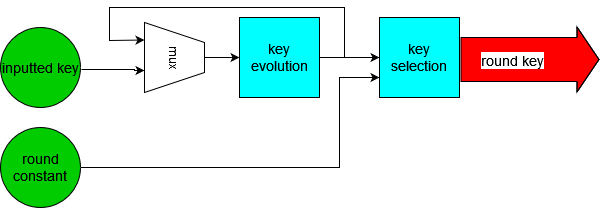 inputted key
mux
key
evolution
key
selection
round key
round
constant